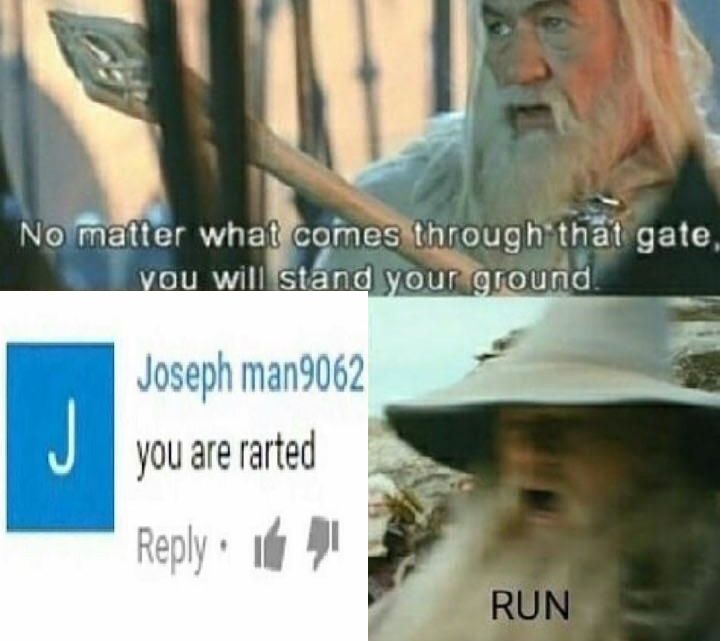 No matter what comes through that gate,
you will stand your ground.
J
Joseph man9062
you are rarted
Reply •
RUN